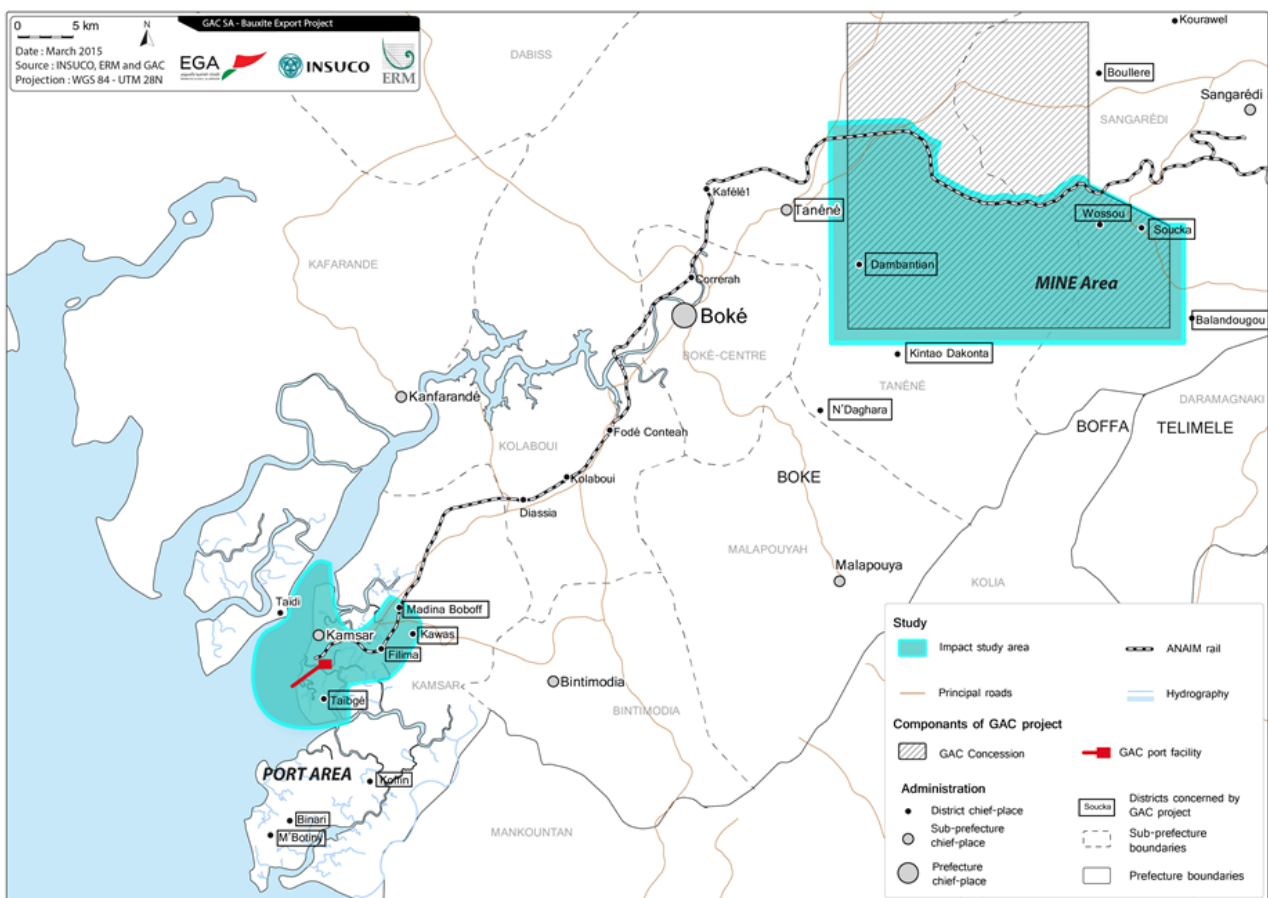 0 5 km
N
GAC SA - Bauxite Export Project
Date : March 2015
Source : INSUCO, ERM and GAC
Projection : WGS 84 - UTM 28N
EGA
INSUCO
ERM
DABISS
Kourawel
Boullere
Sangarédi
SANGARÉDI
Kafélé1
Tanéné
Wossou
Soucka
KAFARANDE
Dambantian
Correrah
MINE Area
Boké
Balandougou
BOKÉ-CENTRE
Kintao Dakonta
TANÉNÉ
Kanfarandé
DARAMAGNAKI
N'Daghara
BOFFA
TELIMELE
Fodé Conteah
KOLABOUI
Kolaboui
BOKE
Diassia
MALAPOUYAH
Malapouya
KOLIA
Taïdi
Madina Boboff
Kamsar
Kawas
Filima
KAMSAR
Bintimodia
Taïbgé
BINTIMODIA
PORT AREA
Koffin
Binari
M'Botiny
MANKOUNTAN
Study
Impact study area
ANAIM rail
Principal roads
Hydrography
Componants of GAC project
GAC Concession
GAC port facility
Administration
District chief-place
Soucka
Districts concerned by
GAC project
Sub-prefecture
chief-place
Sub-prefecture
boundaries
Prefecture
chief-place
Prefecture boundaries